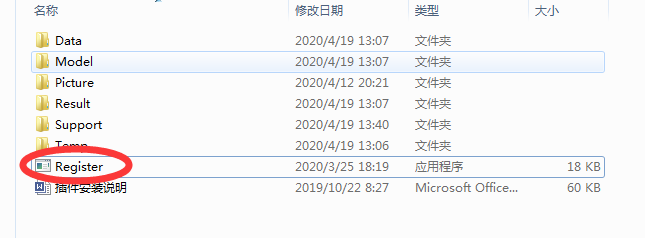 名称 修改日期 类型 大小
Data 2020/4/19 13:07 文件夹
Model 2020/4/19 13:07 文件夹
Picture 2020/4/12 20:21 文件夹
Result 2020/4/19 13:07 文件夹
Support 2020/4/19 13:40 文件夹
Temp 2020/4/19 13:06 文件夹
Register 2020/3/25 18:19 应用程序 18 KB
插件安装说明 2019/10/22 8:27 Microsoft Office... 60 KB